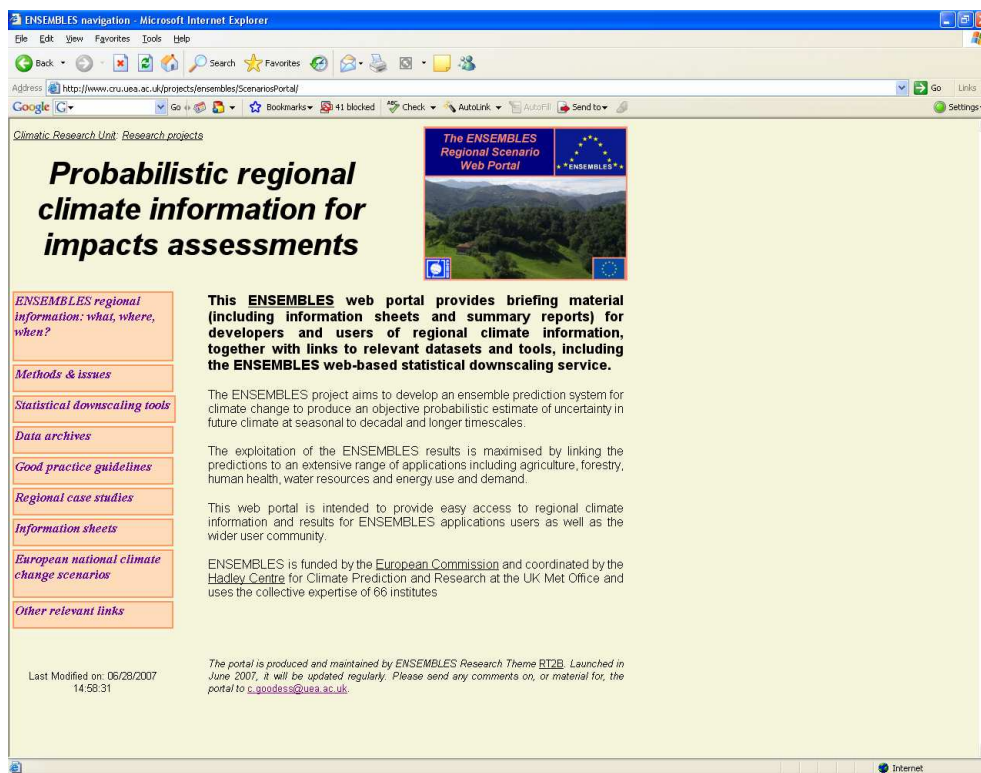 ENSEMBLES navigation - Microsoft Internet Explorer
File Edit View Favorites Tools Help
Back Search Favorites
Address http://www.cru.uea.ac.uk/projects/ensembles/ScenariosPortal/ Go Links
Google G Go Bookmarks 41 blocked Check AutoLink AutoFill Send to Settings
Climatic Research Unit: Research projects
Probabilistic regional
climate information for
impacts assessments
The ENSEMBLES
Regional Scenario
Web Portal
ENSEMBLES
ENSEMBLES regional
information: what, where,
when?
Methods & issues
Statistical downscaling tools
Data archives
Good practice guidelines
Regional case studies
Information sheets
European national climate
change scenarios
Other relevant links
Last Modified on: 06/28/2007
14:58:31
This ENSEMBLES web portal provides briefing material
(including information sheets and summary reports) for
developers and users of regional climate information,
together with links to relevant datasets and tools, including
the ENSEMBLES web-based statistical downscaling service.
The ENSEMBLES project aims to develop an ensemble prediction system for
climate change to produce an objective probabilistic estimate of uncertainty in
future climate at seasonal to decadal and longer timescales.
The exploitation of the ENSEMBLES results is maximised by linking the
predictions to an extensive range of applications including agriculture, forestry,
human health, water resources and energy use and demand.
This web portal is intended to provide easy access to regional climate
information and results for ENSEMBLES applications users as well as the
wider user community.
ENSEMBLES is funded by the European Commission and coordinated by the
Hadley Centre for Climate Prediction and Research at the UK Met Office and
uses the collective expertise of 66 institutes
The portal is produced and maintained by ENSEMBLES Research Theme RT2B. Launched in
June 2007, it will be updated regularly. Please send any comments on, or material for, the
portal to c.goodess@uea.ac.uk.
Internet